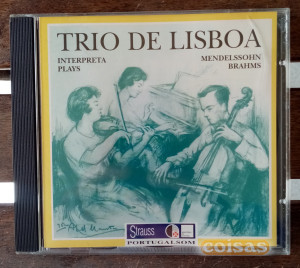 TRIO DE LISBOA
INTERPRETA
PLAYS
MENDELSSOHN
BRAHMS
Strauss
PORTUGALSOM
coisas